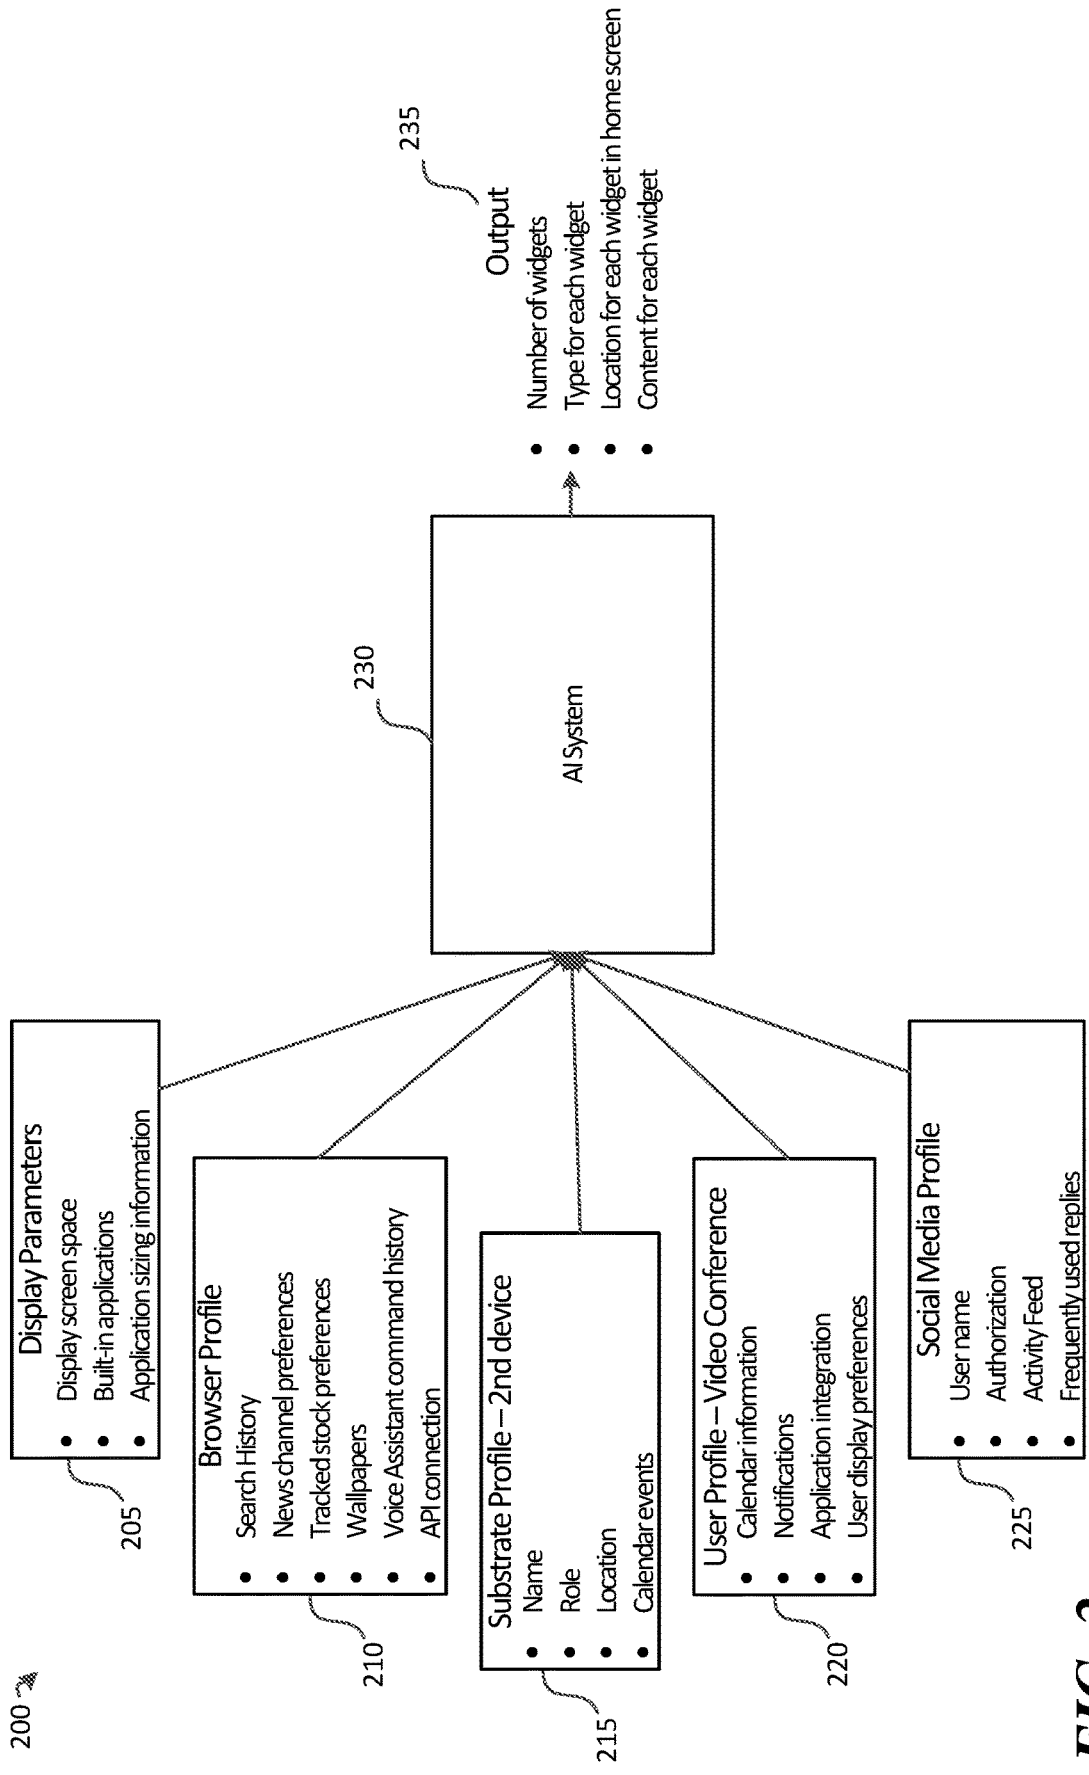 200
205
Display Parameters
• Display screen space
• Built-in applications
• Application sizing information
210
Browser Profile
• Search History
• News channel preferences
• Tracked stock preferences
• Wallpapers
• Voice Assistant command history
• API connection
215
Substrate Profile – 2nd device
• Name
• Role
• Location
• Calendar events
220
User Profile – Video Conference
• Calendar information
• Notifications
• Application integration
• User display preferences
225
Social Media Profile
• User name
• Authorization
• Activity Feed
• Frequently used replies
230
AI System
235
Output
• Number of widgets
• Type for each widget
• Location for each widget in home screen
• Content for each widget